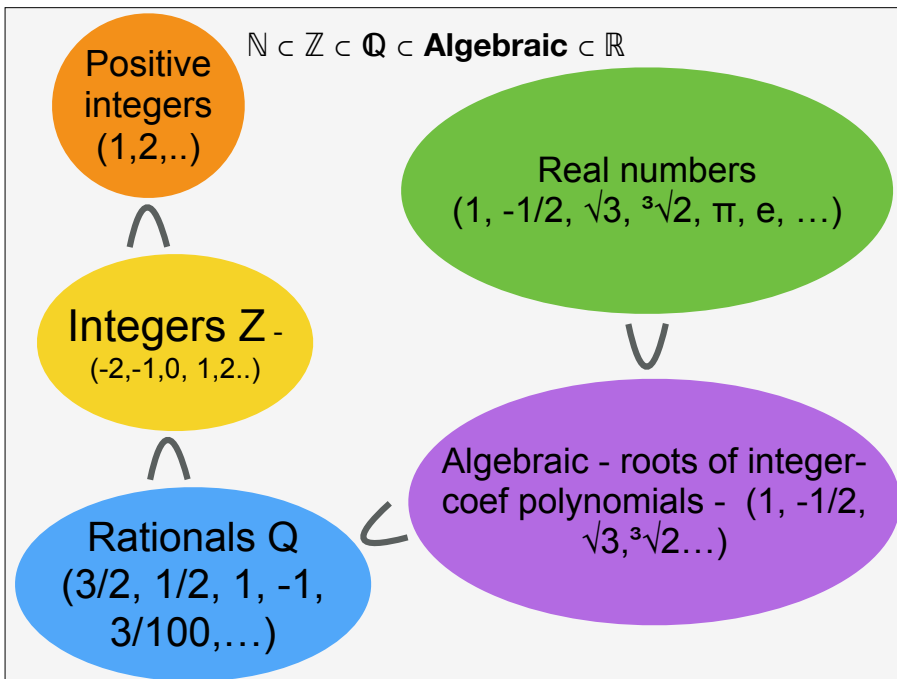 ℕ ⊂ ℤ ⊂ ℚ ⊂ Algebraic ⊂ ℝ
Positive
integers
(1,2,..)
Real numbers
(1, -1/2, √3, ³√2, π, e, …)
Integers Z -
(-2,-1,0, 1,2..)
Algebraic - roots of integer-
coef polynomials -  (1, -1/2,
√3,³√2…)
Rationals Q
(3/2, 1/2, 1, -1,
3/100,…)